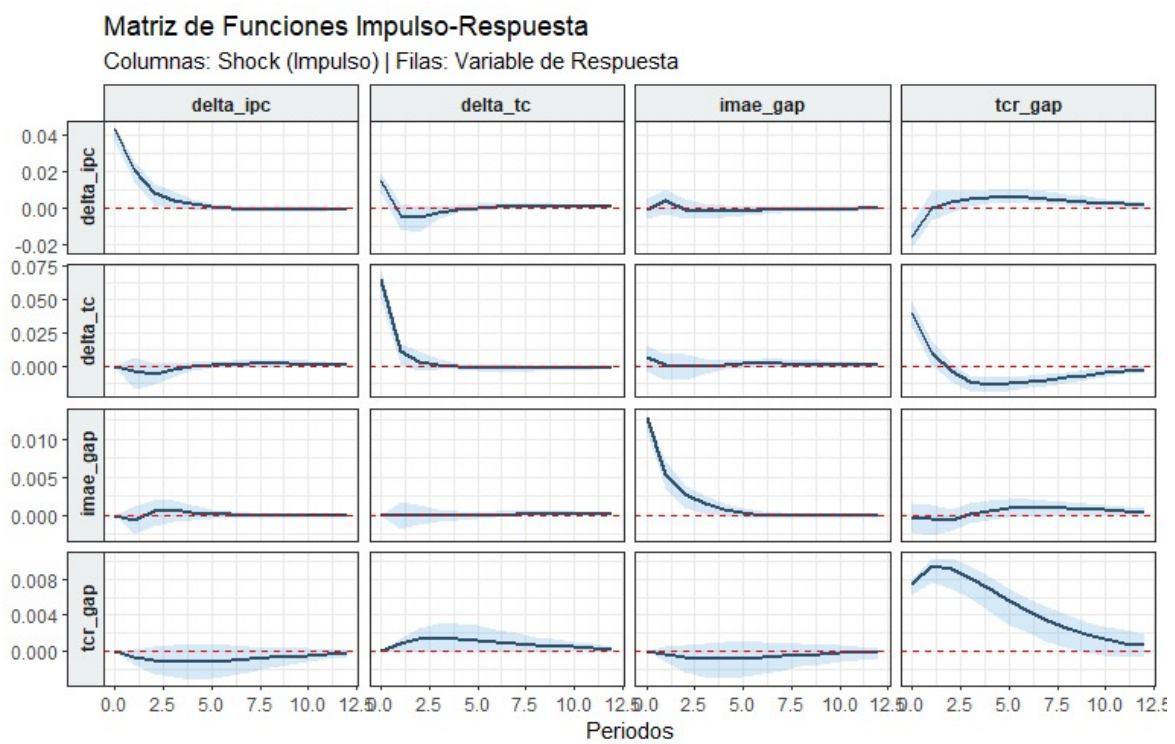 Matriz de Funciones Impulso-Respuesta
Columnas: Shock (Impulso) | Filas: Variable de Respuesta
delta_ipc delta_tc imae_gap tcr_gap
delta_ipc
0.04
0.02
0.00
-0.02
delta_tc
0.075
0.050
0.025
0.000
imae_gap
0.010
0.005
0.000
tcr_gap
0.008
0.004
0.000
0.0 2.5 5.0 7.5 10.0 12.5 0.0 2.5 5.0 7.5 10.0 12.5 0.0 2.5 5.0 7.5 10.0 12.5 0.0 2.5 5.0 7.5 10.0 12.5
Periodos